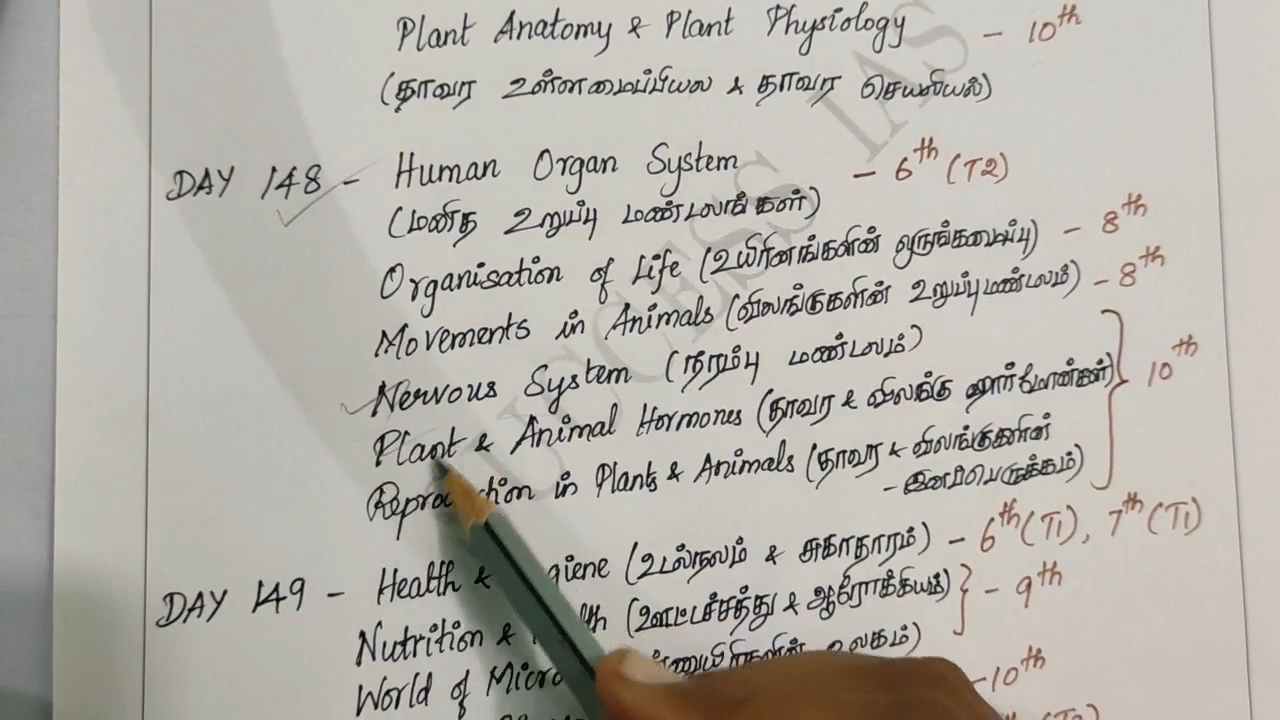 Plant Anatomy & Plant Physiology - 10th
(தாவர உள்ளமைப்பியல & தாவர செயலியல்)
DAY 148 - Human Organ System - 6th (T2)
(மனித உறுப்பு மண்டலங்கள்)
Organisation of Life (உயிரினங்களின் ஒருங்கமைப்பு) - 8th
Movements in Animals (விலங்குகளின் உறுப்பு மண்டலம்) - 8th
Nervous System (நரம்பு மண்டலம்)
Plant & Animal Hormones (தாவர & விலங்கு ஹார்மோன்கள்) } 10th
in Plants & Animals (தாவர & விலங்குகளின்
- இனப்பெருக்கம்)
DAY 149 - Health & (உடல்நலம் & சுகாதாரம்) - 6th (T1), 7th (T1)
Nutrition & (ஊட்டச்சத்து & ஆரோக்கியம்) } - 9th
World of உலகம்)
-10th
SUCCESS IAS